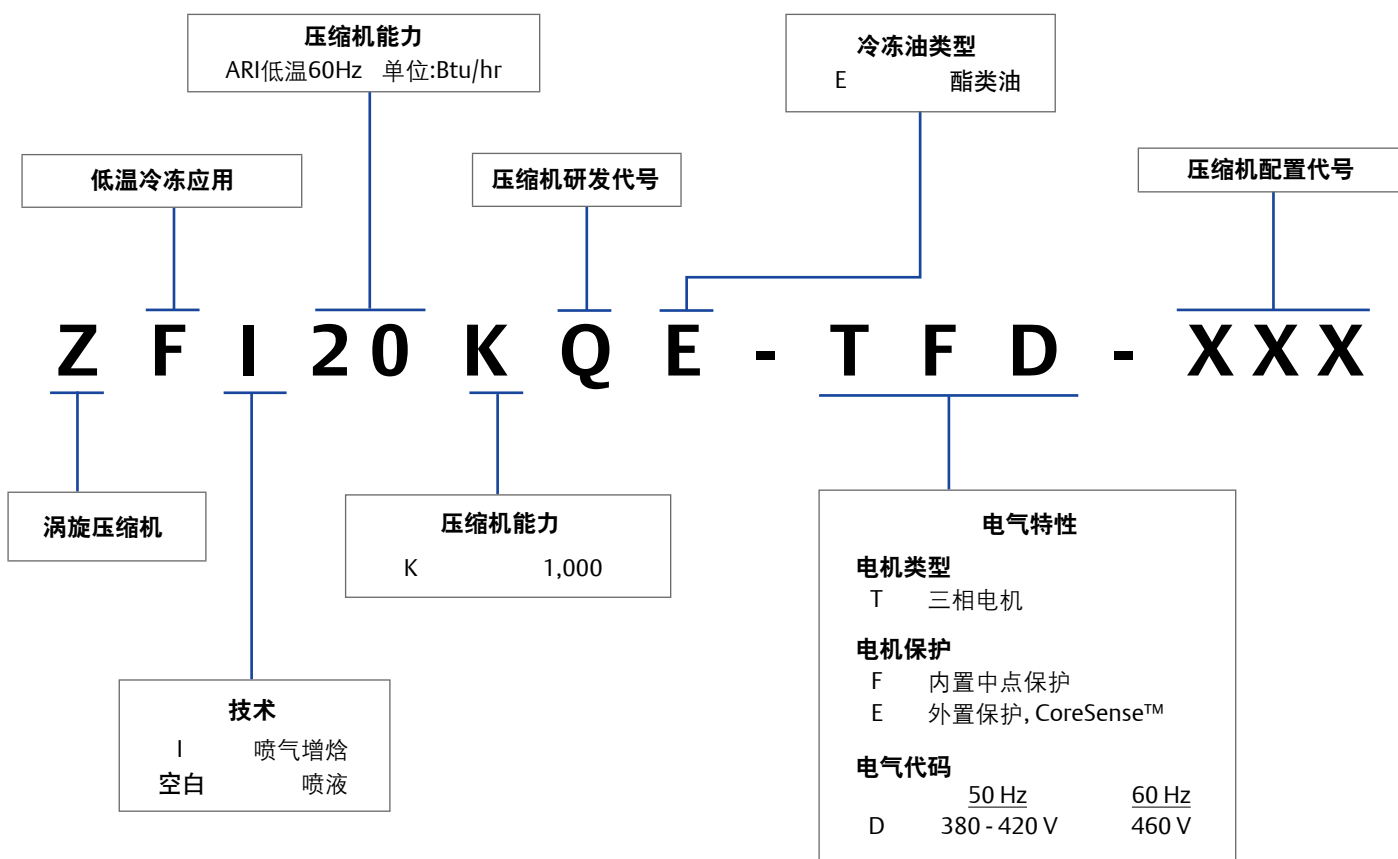 压缩机能力
ARI低温60Hz 单位:Btu/hr
冷冻油类型
E 酯类油
低温冷冻应用
压缩机研发代号
压缩机配置代号
Z F I 2 0 K Q E - T F D - X X X
涡旋压缩机
压缩机能力
K 1,000
技术
I 喷气增焓
空白 喷液
电气特性
电机类型
T 三相电机
电机保护
F 内置中点保护
E 外置保护, CoreSense™
电气代码
50 Hz 60 Hz
D 380 - 420 V 460 V